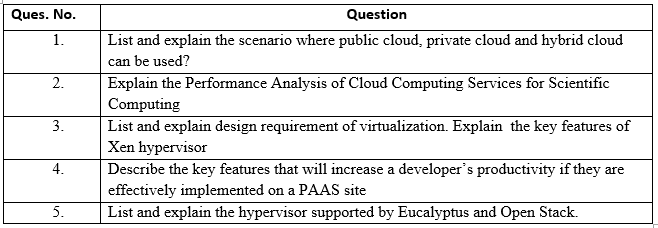 Ques. No. Question
1. List and explain the scenario where public cloud, private cloud and hybrid cloud
can be used?
2. Explain the Performance Analysis of Cloud Computing Services for Scientific
Computing
3. List and explain design requirement of virtualization. Explain the key features of
Xen hypervisor
4. Describe the key features that will increase a developer's productivity if they are
effectively implemented on a PAAS site
5. List and explain the hypervisor supported by Eucalyptus and Open Stack.